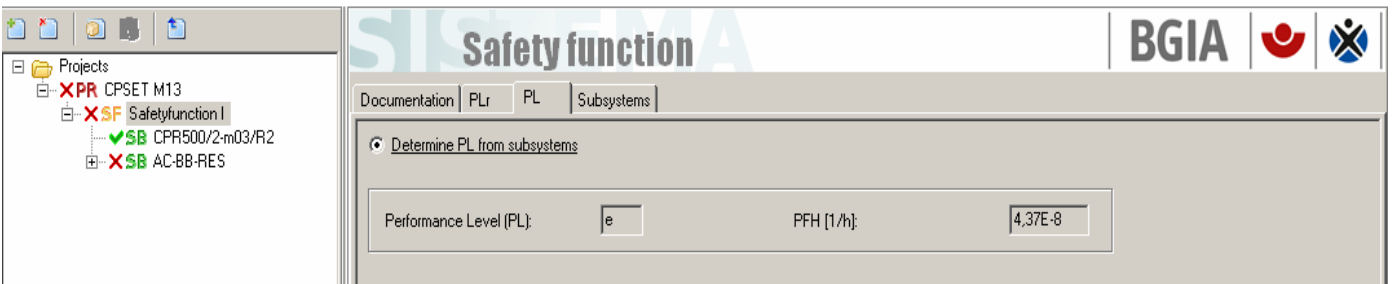 SISTEMA
Safety function
BGIA
Projects
PR CPSET M13
SF Safetyfunction I
SB CPR500/2-m03/R2
SB AC-BB-RES
Documentation PLr PL Subsystems
Determine PL from subsystems
Performance Level (PL): e PFH [1/h]: 4,37E-8